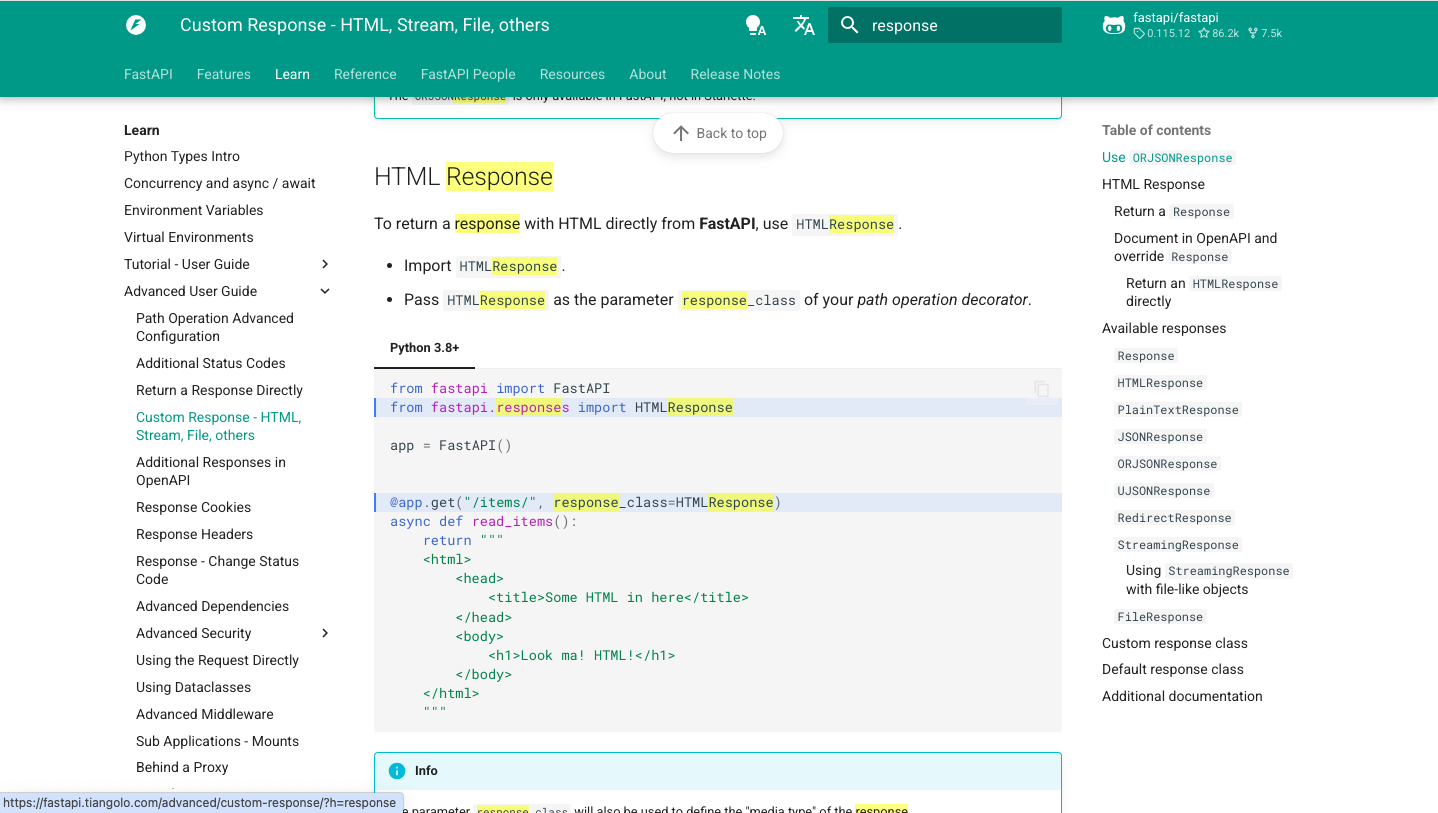 Custom Response - HTML, Stream, File, others
response
fastapi/fastapi
0.115.12 86.2k 7.5k
FastAPI Features Learn Reference FastAPI People Resources About Release Notes
Learn
Python Types Intro
Concurrency and async / await
Environment Variables
Virtual Environments
Tutorial - User Guide
Advanced User Guide
Path Operation Advanced
Configuration
Additional Status Codes
Return a Response Directly
Custom Response - HTML,
Stream, File, others
Additional Responses in
OpenAPI
Response Cookies
Response Headers
Response - Change Status
Code
Advanced Dependencies
Advanced Security
Using the Request Directly
Using Dataclasses
Advanced Middleware
Sub Applications - Mounts
Behind a Proxy
https://fastapi.tiangolo.com/advanced/custom-response/?h=response
The ORJSONResponse is only available in FastAPI, not in Starlette.
Back to top
HTML Response
To return a response with HTML directly from FastAPI, use HTMLResponse.
• Import HTMLResponse.
• Pass HTMLResponse as the parameter response_class of your path operation decorator.
Python 3.8+
from fastapi import FastAPI
from fastapi.responses import HTMLResponse
app = FastAPI()
@app.get("/items/", response_class=HTMLResponse)
async def read_items():
    return """
    <html>
        <head>
            <title>Some HTML in here</title>
        </head>
        <body>
            <h1>Look ma! HTML!</h1>
        </body>
    </html>
    """
Info
parameter response_class will also be used to define the "media type" of the response
Table of contents
Use ORJSONResponse
HTML Response
Return a Response
Document in OpenAPI and
override Response
Return an HTMLResponse
directly
Available responses
Response
HTMLResponse
PlainTextResponse
JSONResponse
ORJSONResponse
UJSONResponse
RedirectResponse
StreamingResponse
Using StreamingResponse
with file-like objects
FileResponse
Custom response class
Default response class
Additional documentation